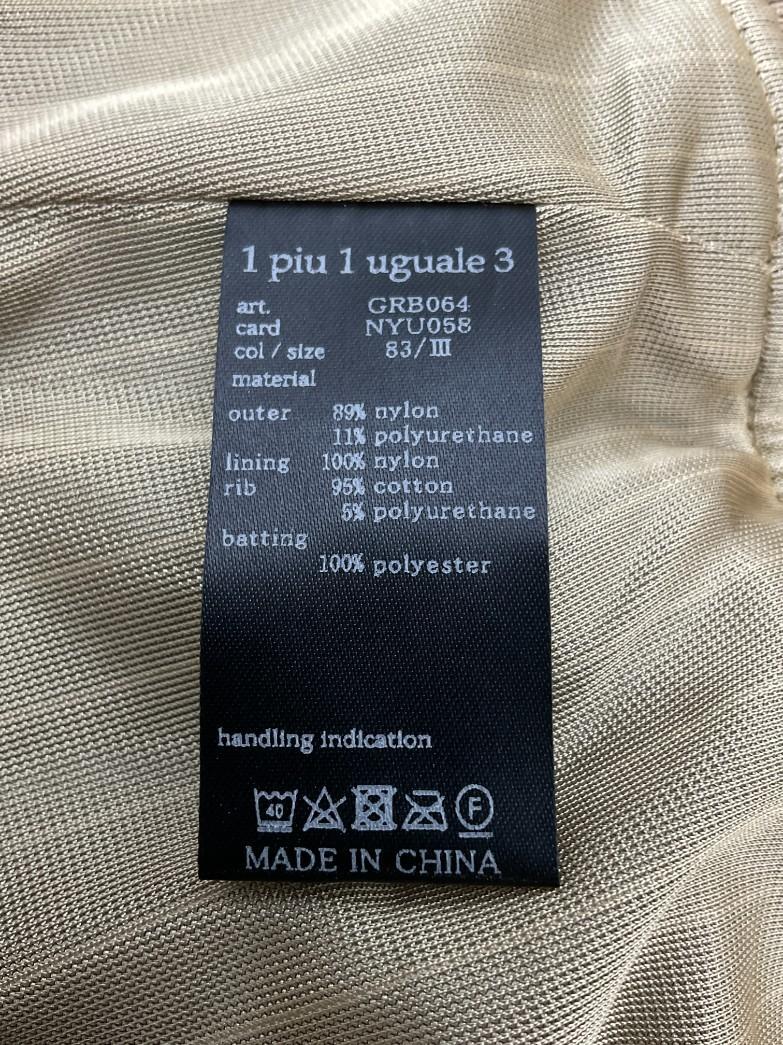 1 piu 1 uguale 3
art. GRB064
card NYU058
col / size 83/III
material
outer 89% nylon
11% polyurethane
lining 100% nylon
rib 95% cotton
5% polyurethane
batting
100% polyester
handling indication
40 F
MADE IN CHINA